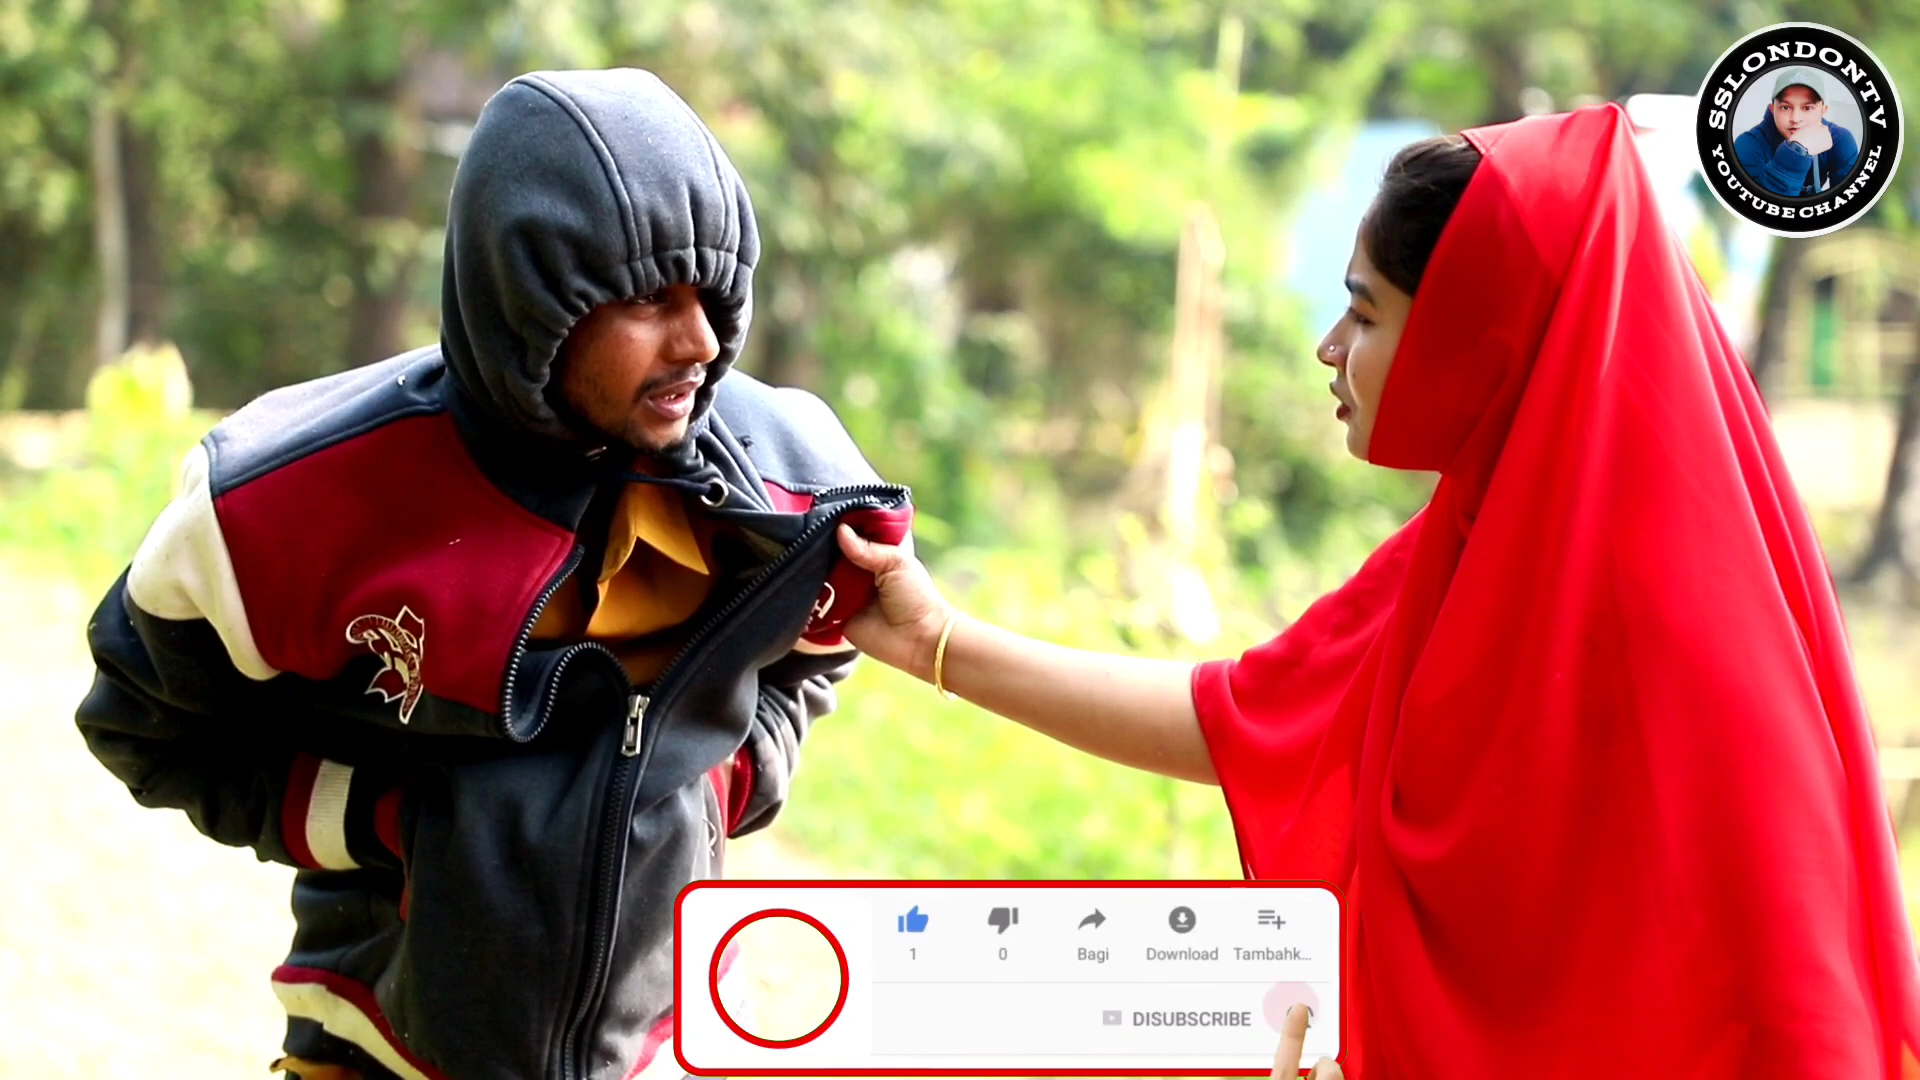 SSLONDONTV
YOUTUBE CHANNEL
1
0
Bagi
Download
Tambahk...
DISUBSCRIBE